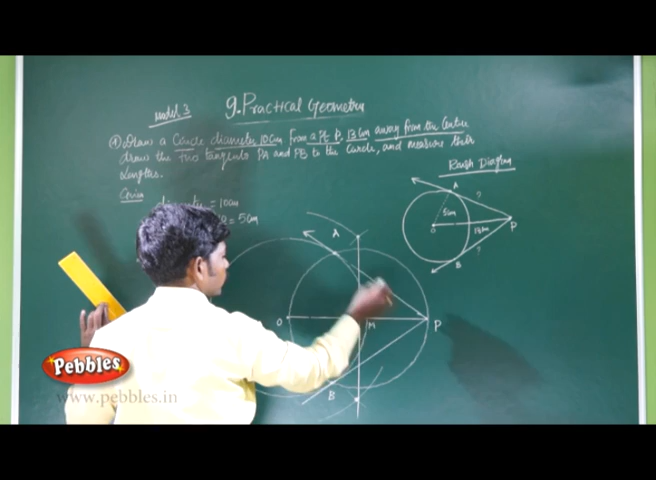 Model 3
9. Practical Geometry
① Draw a Circle diameter 10cm from a Pt P. 13cm away from the Centre
draw the two tangents PA and PB to the Circle, and measure their
lengths.
Rough Diagram
Given
= 10cm
= 5cm
A
?
5cm
O
13cm
P
?
B
A
O
M
P
B
Pebbles
www.pebbles.in